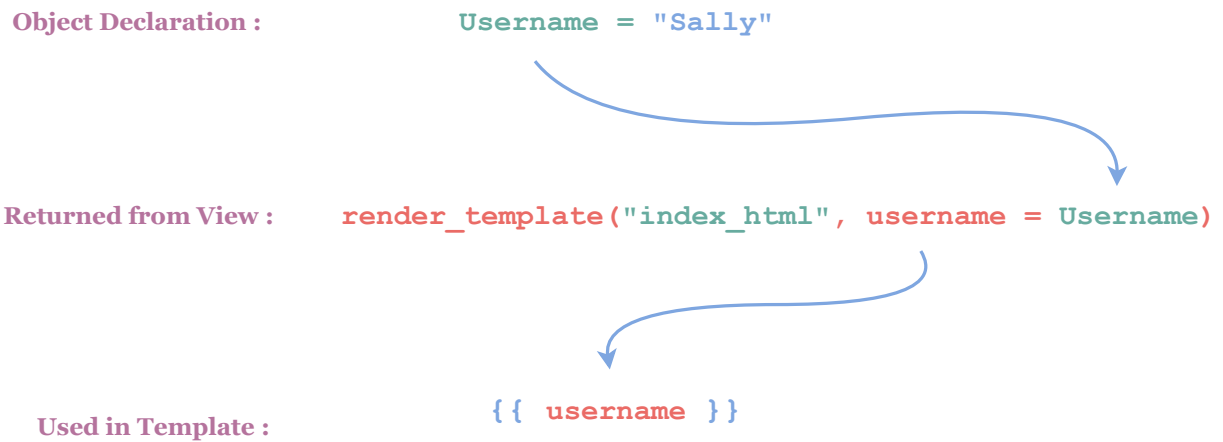 Object Declaration : Username = "Sally"
Returned from View : render_template("index_html", username = Username)
Used in Template : {{ username }}